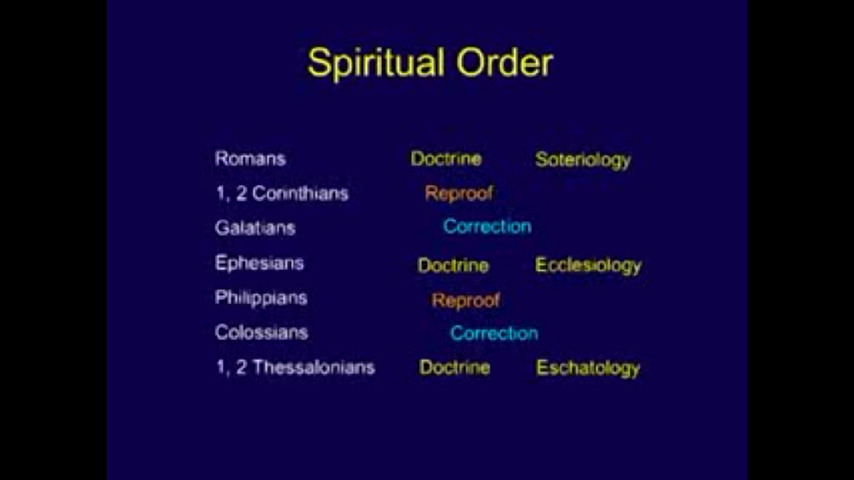 Spiritual Order
Romans Doctrine Soteriology
1, 2 Corinthians Reproof
Galatians Correction
Ephesians Doctrine Ecclesiology
Philippians Reproof
Colossians Correction
1, 2 Thessalonians Doctrine Eschatology